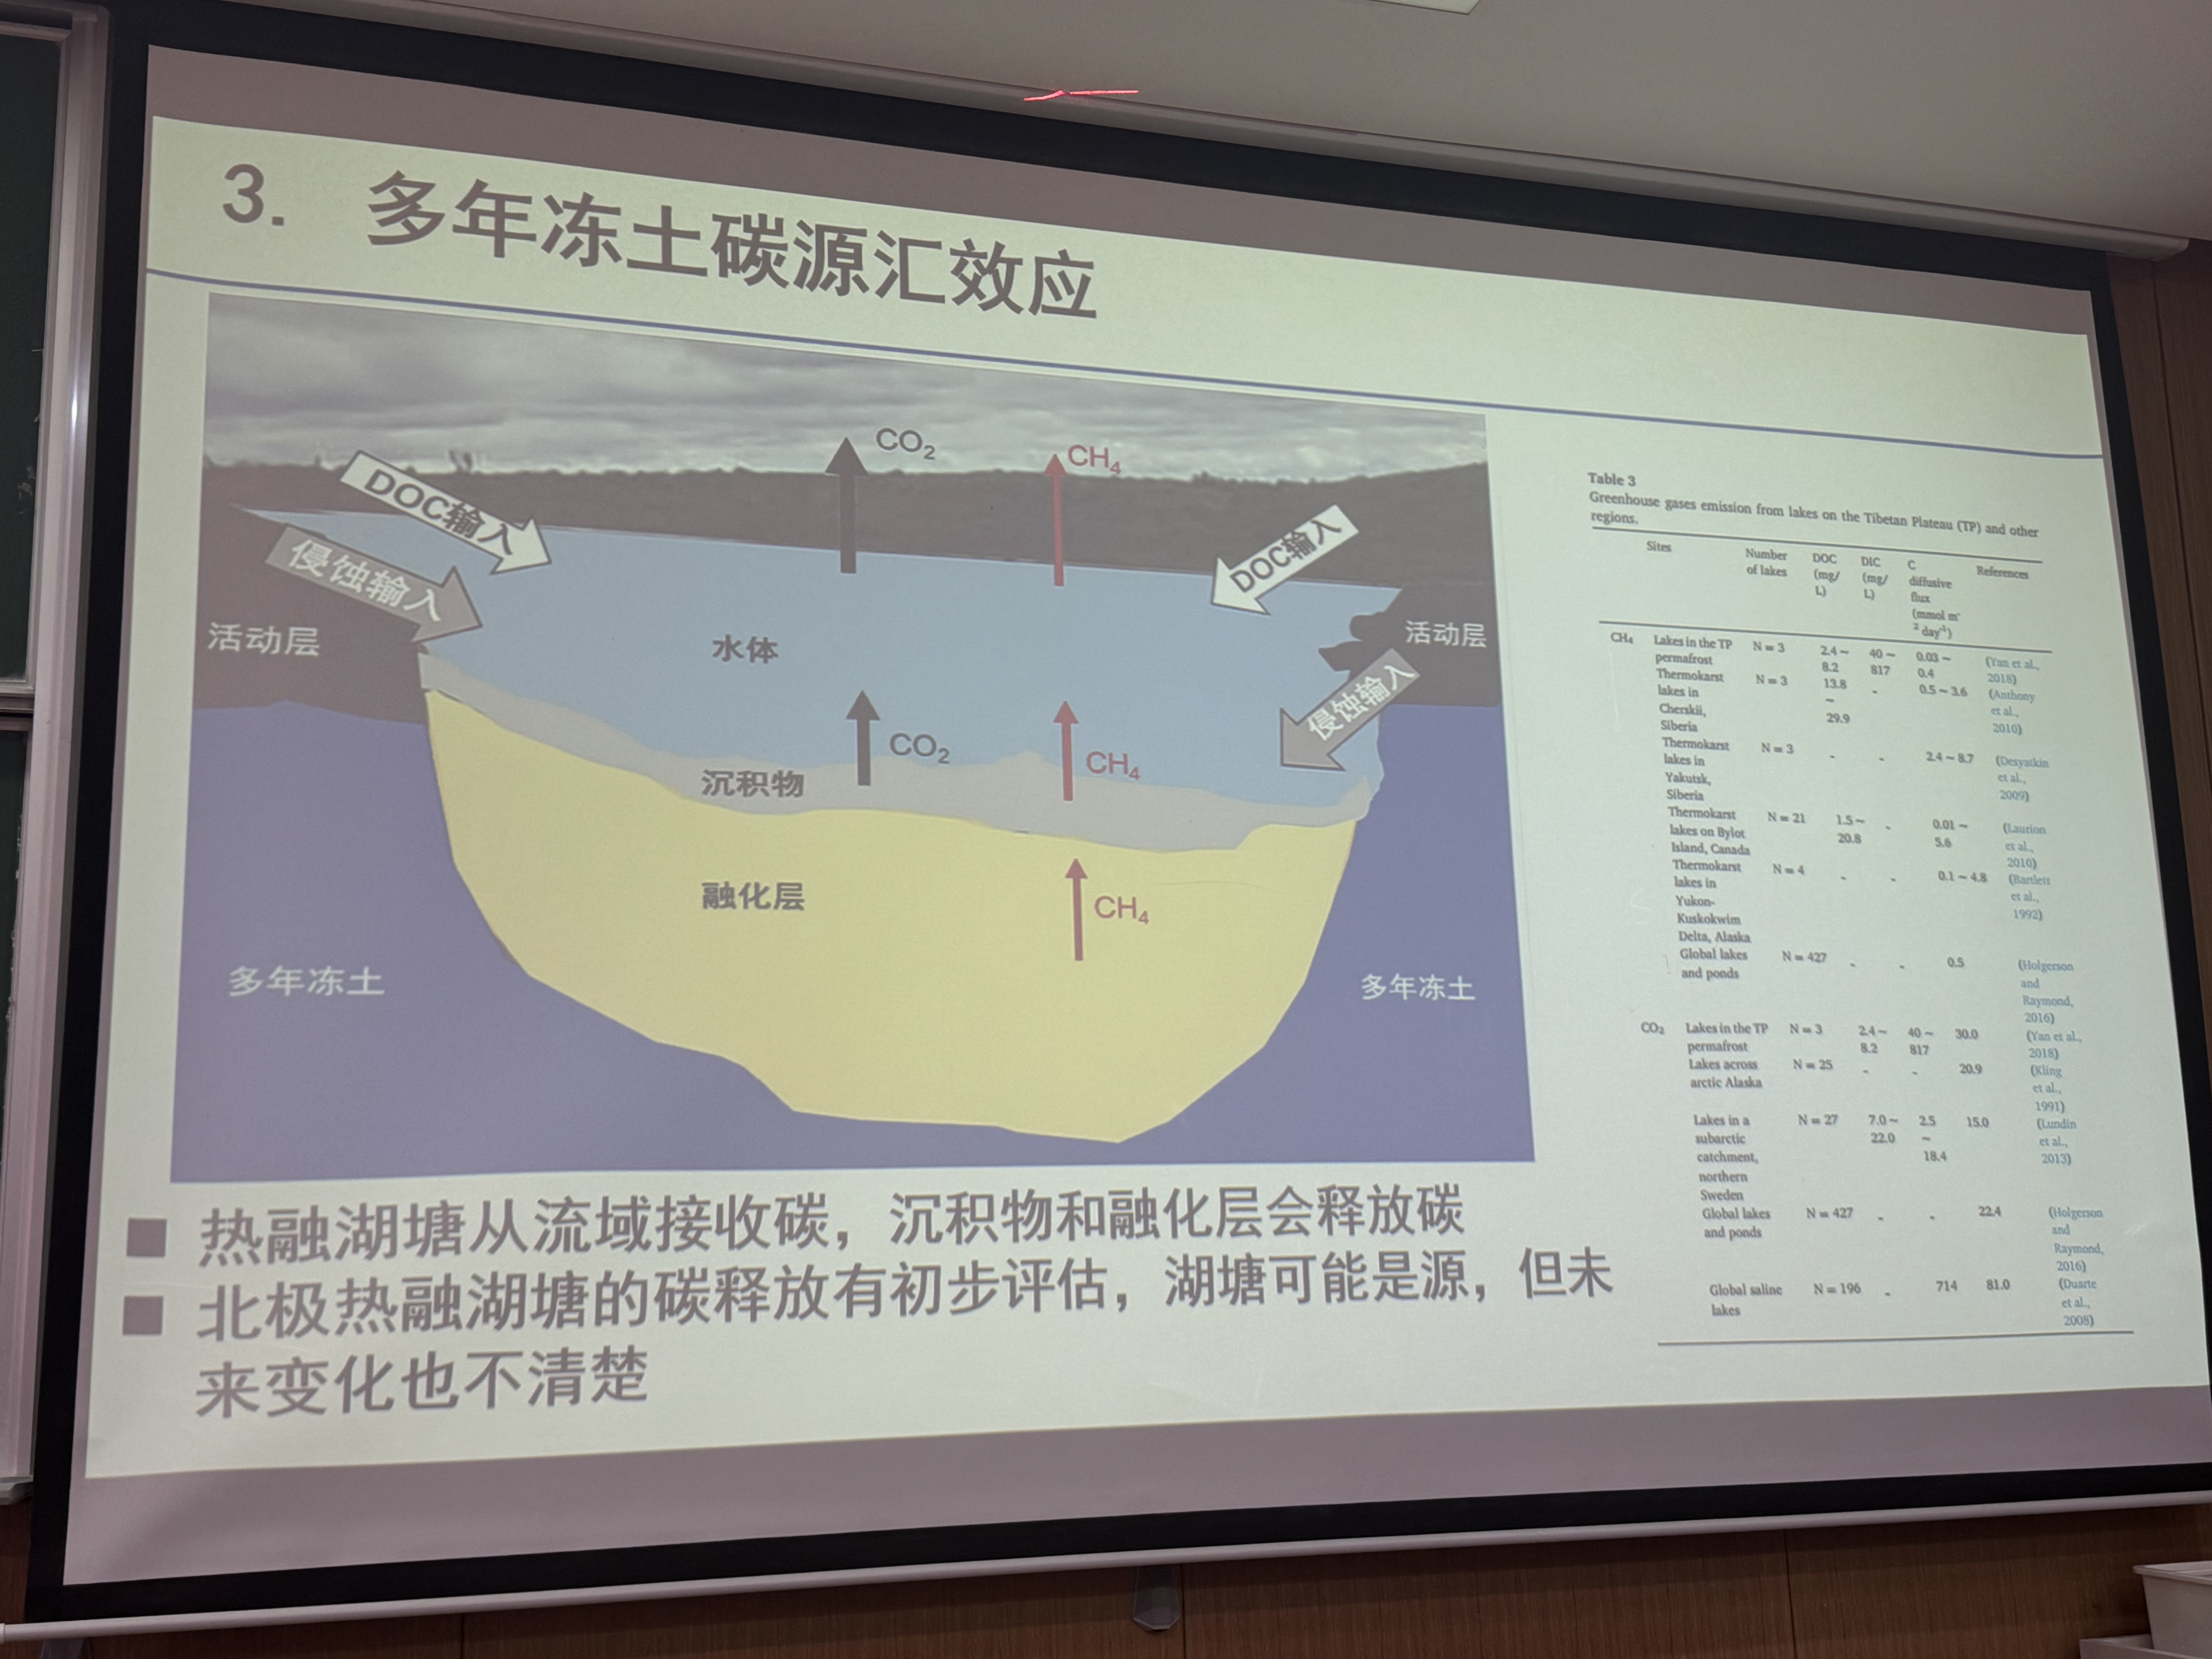 3. 多年冻土碳源汇效应
CO2
CH4
DOC输入
DOC输入
侵蚀输入
活动层
活动层
水体
侵蚀输入
CO2
CH4
沉积物
融化层
CH4
多年冻土
多年冻土
■ 热融湖塘从流域接收碳，沉积物和融化层会释放碳
■ 北极热融湖塘的碳释放有初步评估，湖塘可能是源，但未
来变化也不清楚
Table 3
Greenhouse gases emission from lakes on the Tibetan Plateau (TP) and other
regions.
Sites Number DOC DIC C References
of lakes (mg/ (mg/ diffusive
L) L) flux
(mmol m-
2 day-1)
CH4 Lakes in the TP N = 3 2.4 ~ 40 ~ 0.03 ~ (Yan et al.,
permafrost 8.2 817 0.4 2018)
Thermokarst N = 3 13.8 - 0.5 ~ 3.6 (Anthony
lakes in ~ et al.,
Cherskii, 29.9 2010)
Siberia
Thermokarst N = 3 - - 2.4 ~ 8.7 (Desyatkin
lakes in et al.,
Yakutsk, 2009)
Siberia
Thermokarst N = 21 1.5 ~ - 0.01 ~ (Laurion
lakes on Bylot 20.8 5.6 et al.,
Island, Canada 2010)
Thermokarst N = 4 - - 0.1 ~ 4.8 (Bartlett
lakes in et al.,
Yukon- 1992)
Kuskokwim
Delta, Alaska
Global lakes N = 427 - - 0.5 (Holgerson
and ponds and
Raymond,
2016)
CO2 Lakes in the TP N = 3 2.4 ~ 40 ~ 30.0 (Yan et al.,
permafrost 8.2 817 2018)
Lakes across N = 25 - - 20.9 (Kling
arctic Alaska et al.,
1991)
Lakes in a N = 27 7.0 ~ 2.5 15.0 (Lundin
subarctic 22.0 ~ et al.,
catchment, 18.4 2013)
northern
Sweden
Global lakes N = 427 - - 22.4 (Holgerson
and ponds and
Raymond,
2016)
Global saline N = 196 - 714 81.0 (Duarte
lakes et al.,
2008)